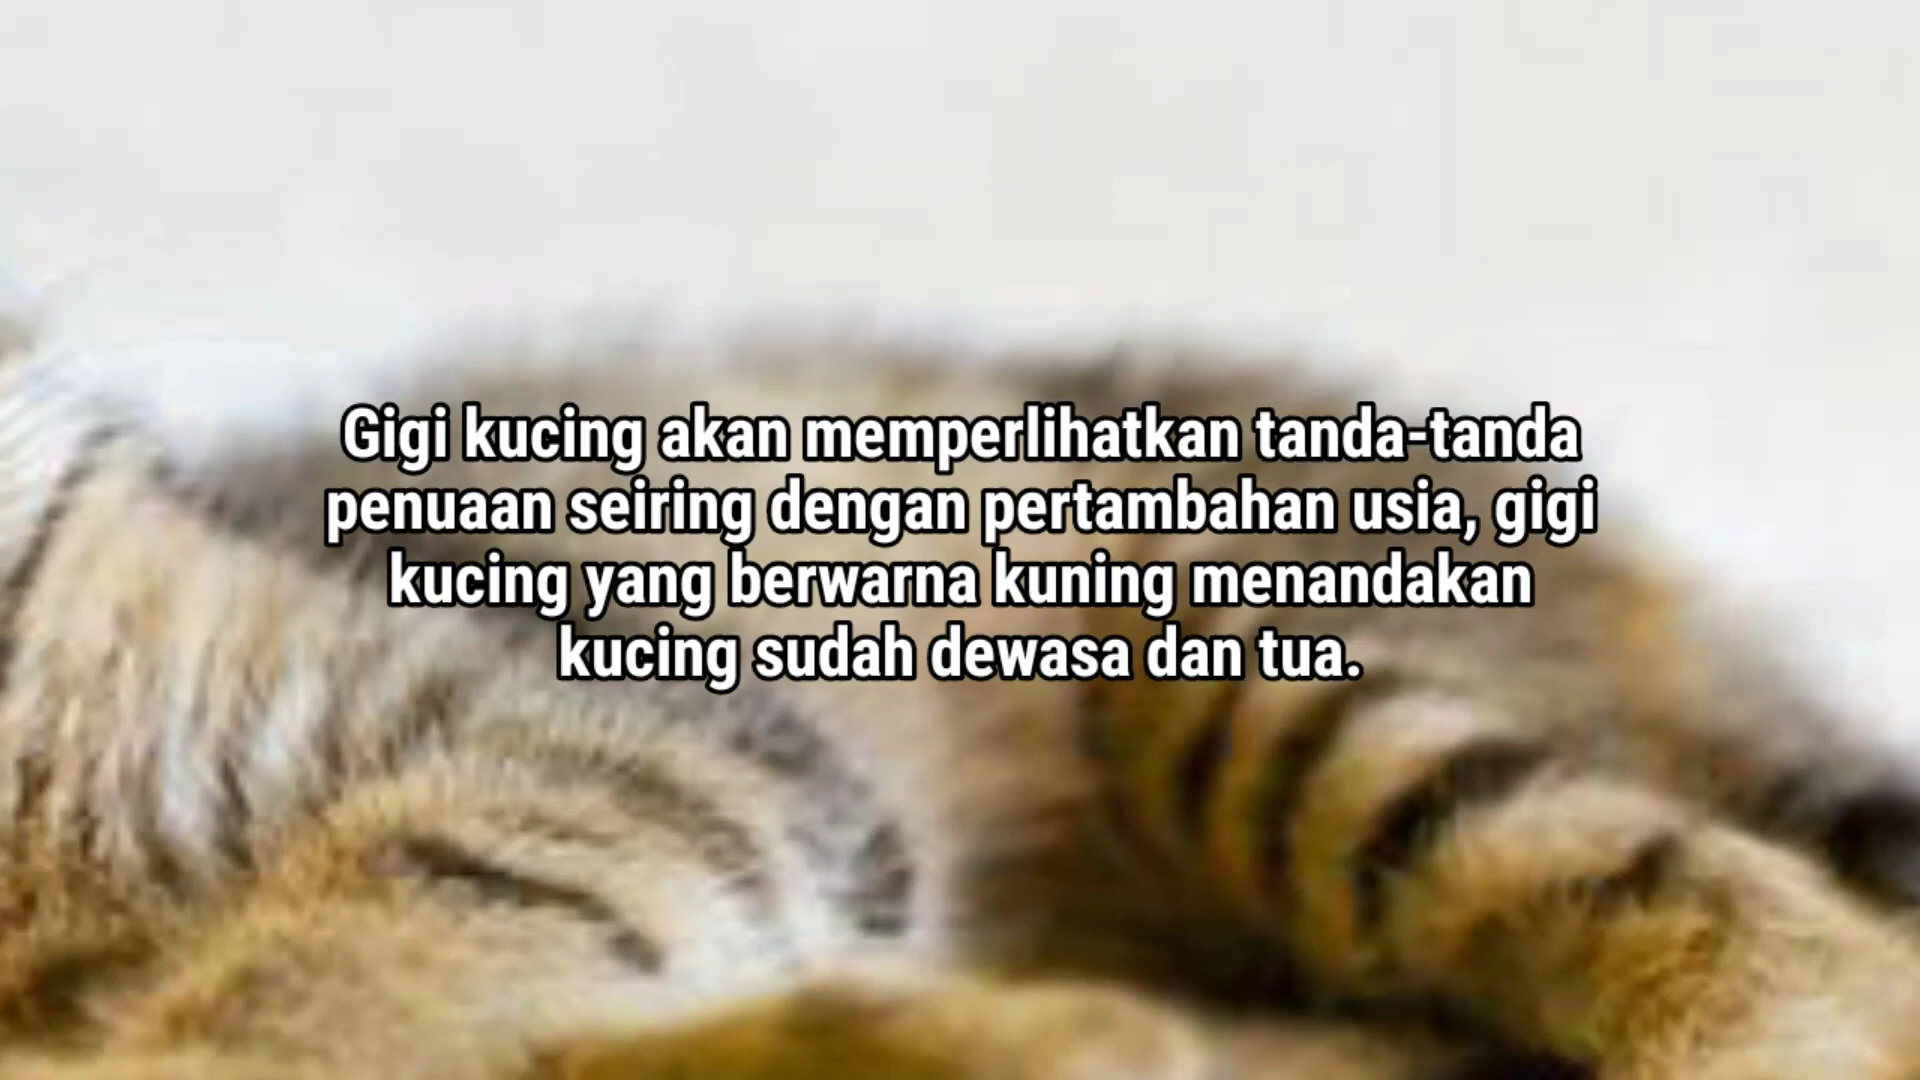 Gigi kucing akan memperlihatkan tanda-tanda
penuaan seiring dengan pertambahan usia, gigi
kucing yang berwarna kuning menandakan
kucing sudah dewasa dan tua.